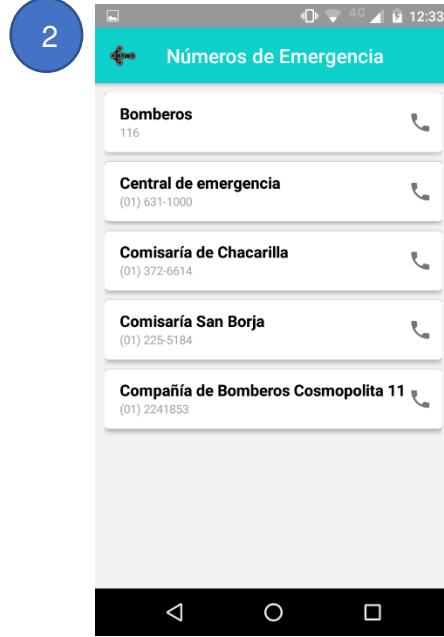 2
4G 12:33
Números de Emergencia
Bomberos
116
Central de emergencia
(01) 631-1000
Comisaría de Chacarilla
(01) 372-6614
Comisaría San Borja
(01) 225-5184
Compañía de Bomberos Cosmopolita 11
(01) 2241853